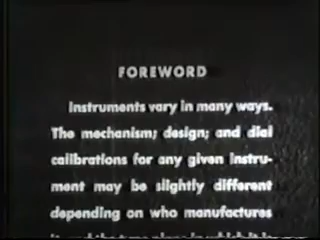 FOREWORD
Instruments vary in many ways.
The mechanism; design; and dial
calibrations for any given instru-
ment may be slightly different
depending on who manufactures